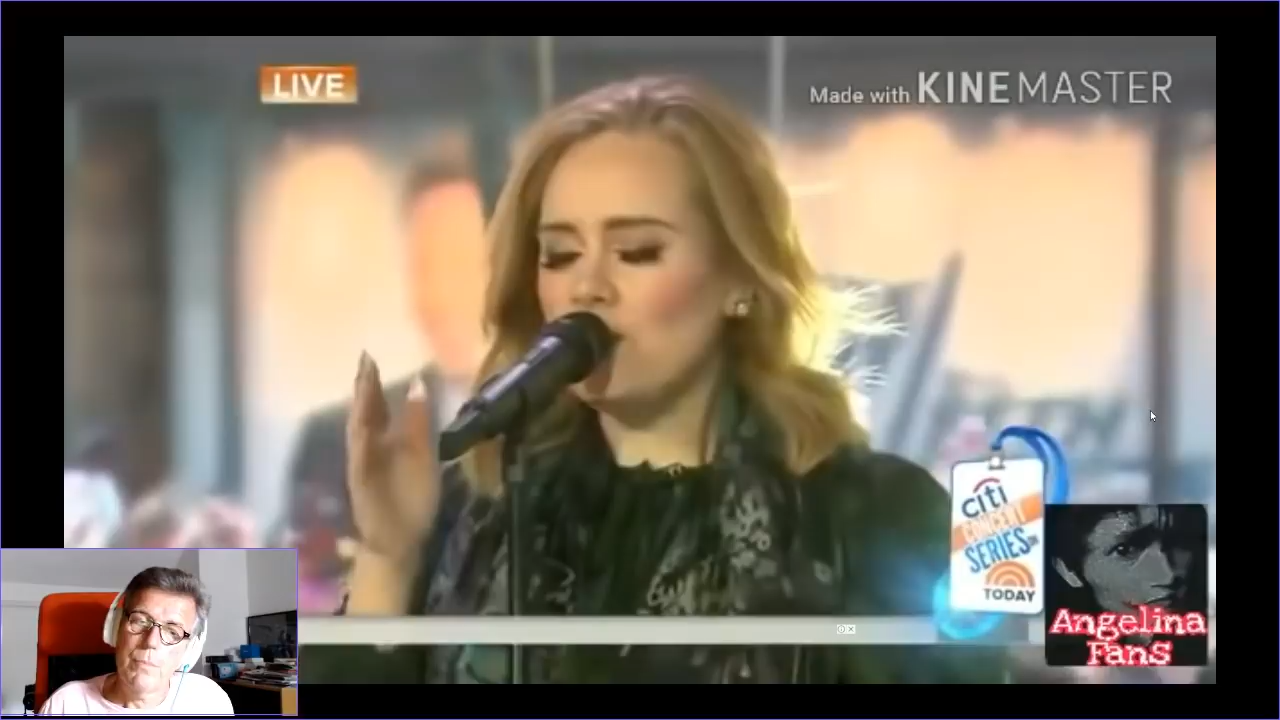 LIVE
Made with KINEMASTER
citi
CONCERT
SERIES ON
TODAY
Angelina
Fans